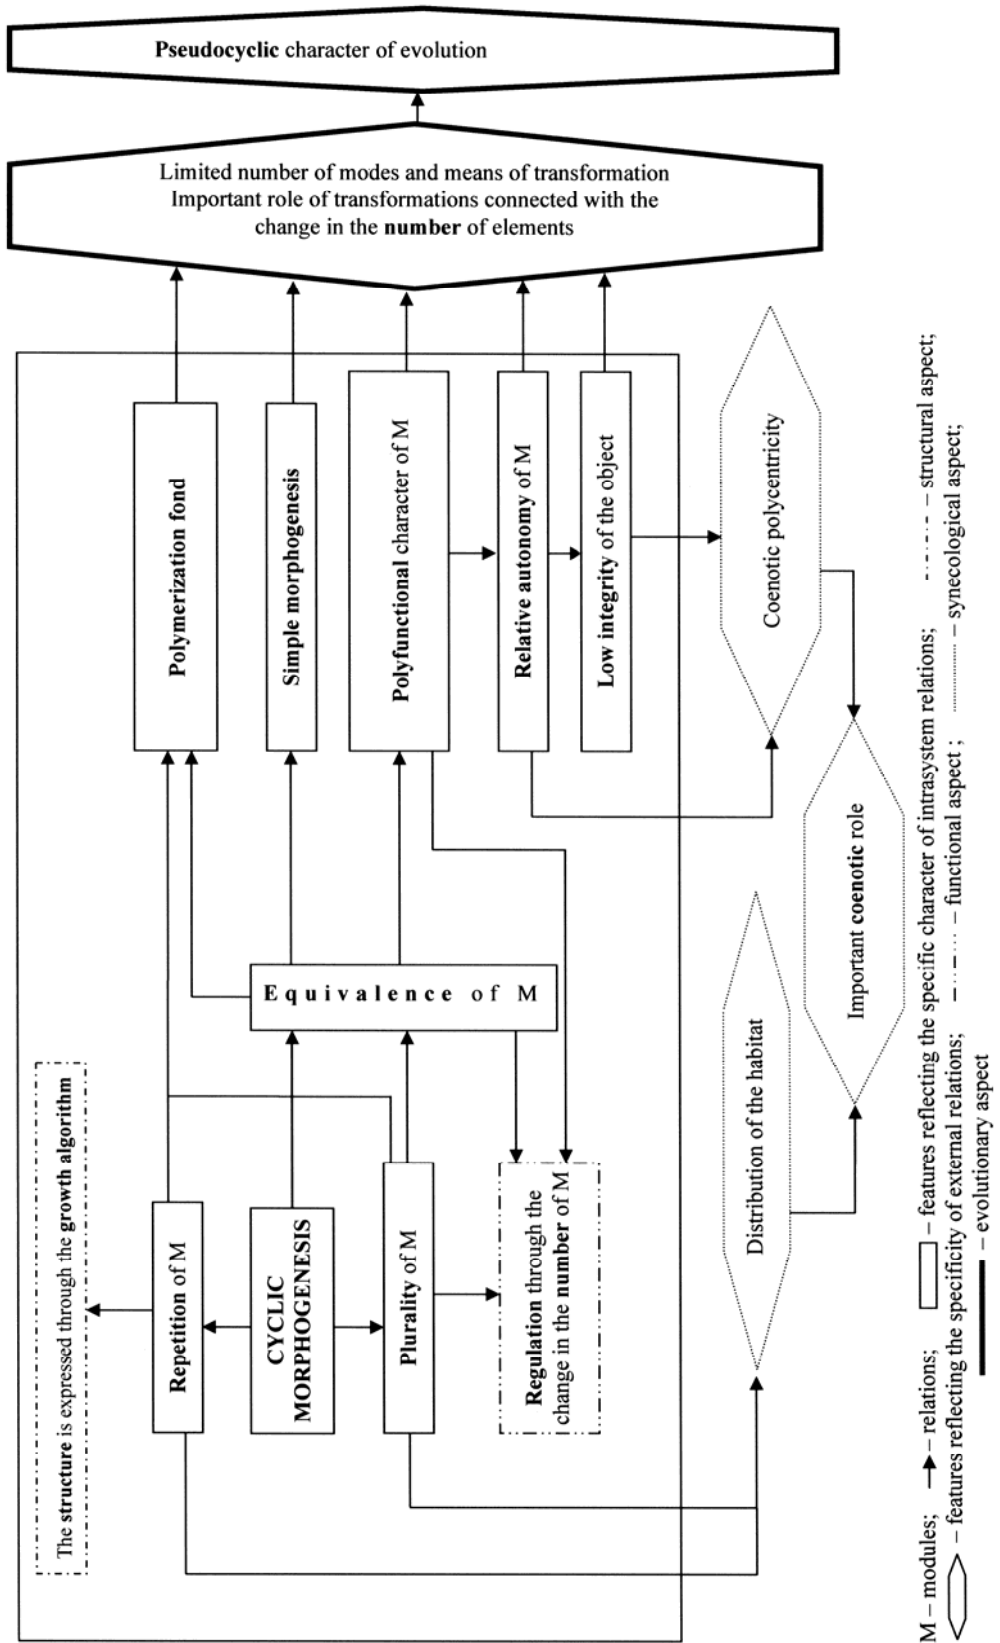 Pseudocyclic character of evolution
Limited number of modes and means of transformation
Important role of transformations connected with the
change in the number of elements
The structure is expressed through the growth algorithm
Repetition of M
CYCLIC
MORPHOGENESIS
Plurality of M
Regulation through the
change in the number of M
Equivalence of M
Polymerization fond
Simple morphogenesis
Polyfunctional character of M
Relative autonomy of M
Low integrity of the object
Distribution of the habitat
Coenotic polycentricity
Important coenotic role
M – modules; – relations; – features reflecting the specific character of intrasystem relations; – structural aspect;
– features reflecting the specificity of external relations; – functional aspect ; – synecological aspect;
– evolutionary aspect